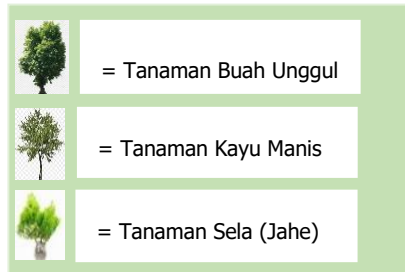 = Tanaman Buah Unggul
= Tanaman Kayu Manis
= Tanaman Sela (Jahe)